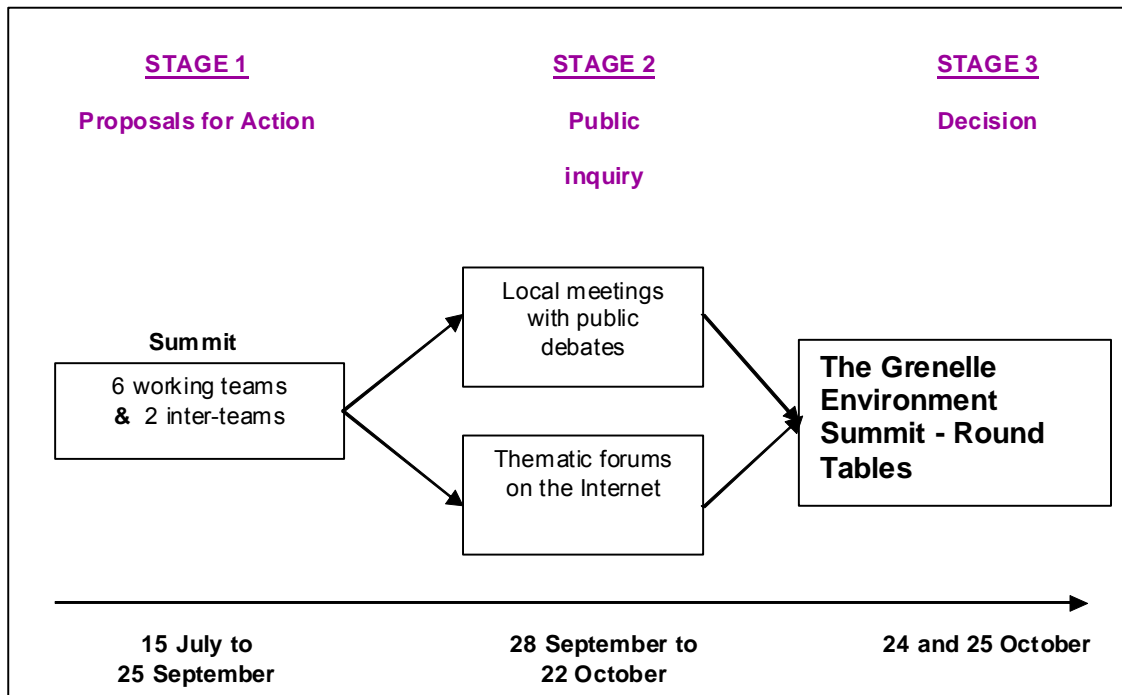 STAGE 1
Proposals for Action
STAGE 2
Public
inquiry
STAGE 3
Decision
Summit
6 working teams
& 2 inter-teams
Local meetings
with public
debates
Thematic forums
on the Internet
The Grenelle
Environment
Summit - Round
Tables
15 July to
25 September
28 September to
22 October
24 and 25 October